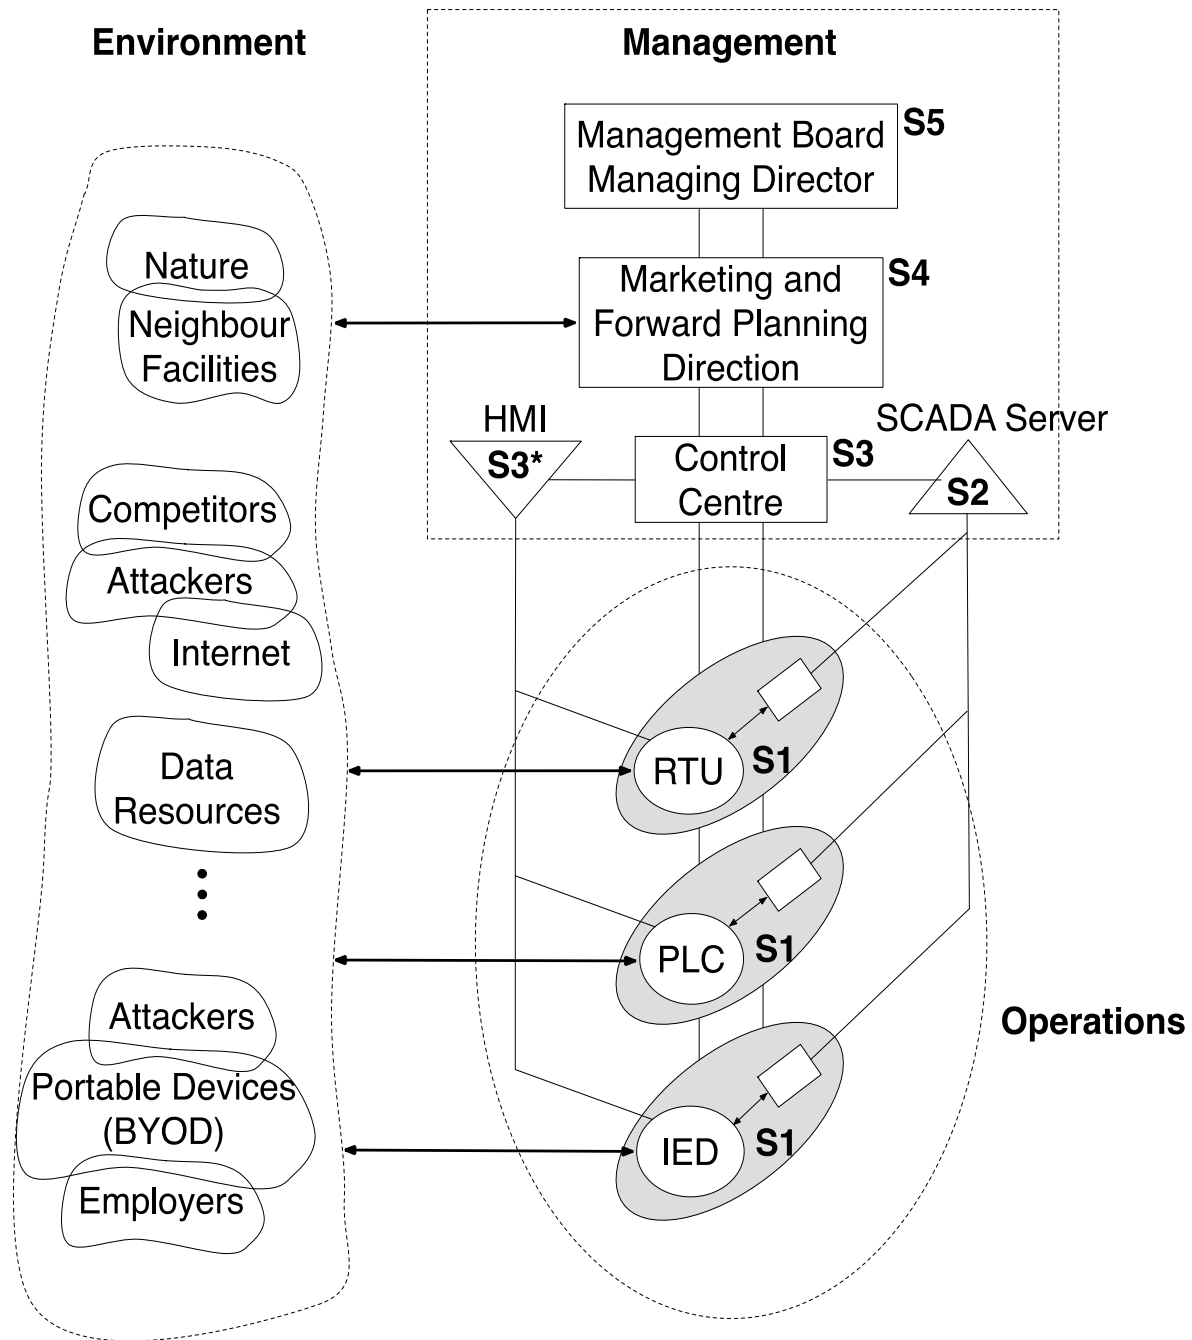 Environment
Management
Management Board
Managing Director
S5
Nature
Neighbour
Facilities
Marketing and
Forward Planning
Direction
S4
HMI
S3*
Control
Centre
S3
SCADA Server
S2
Competitors
Attackers
Internet
Data
Resources
RTU
S1
PLC
S1
Attackers
Portable Devices
(BYOD)
Employers
IED
S1
Operations